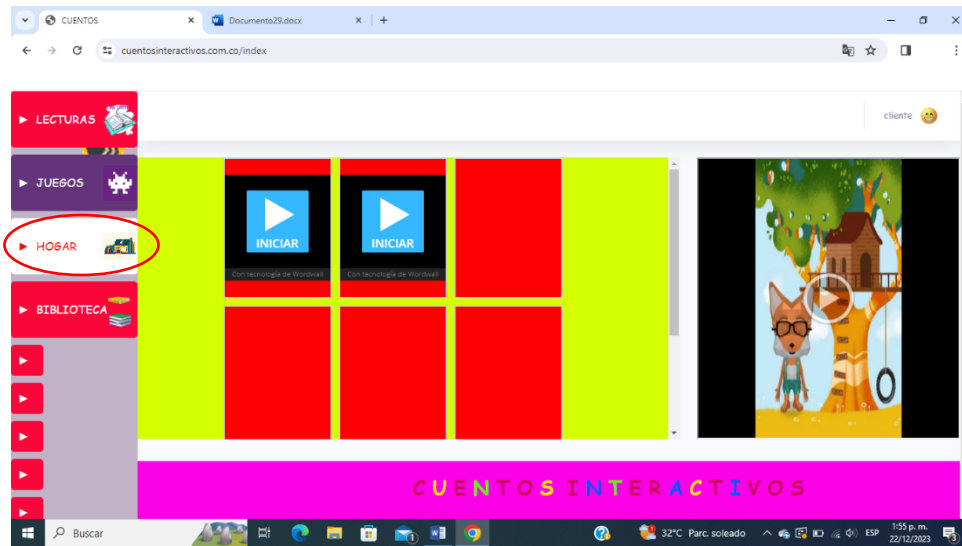 CUENTOS
Documento29.docx
cuentosinteractivos.com.co/index
LECTURAS
cliente
JUEGOS
HOGAR
INICIAR INICIAR
Con tecnología de Wordwall Con tecnología de Wordwall
BIBLIOTECA
CUENTOS INTERACTIVOS
Buscar
32°C Parc. soleado
ESP
1:55 p. m.
22/12/2023